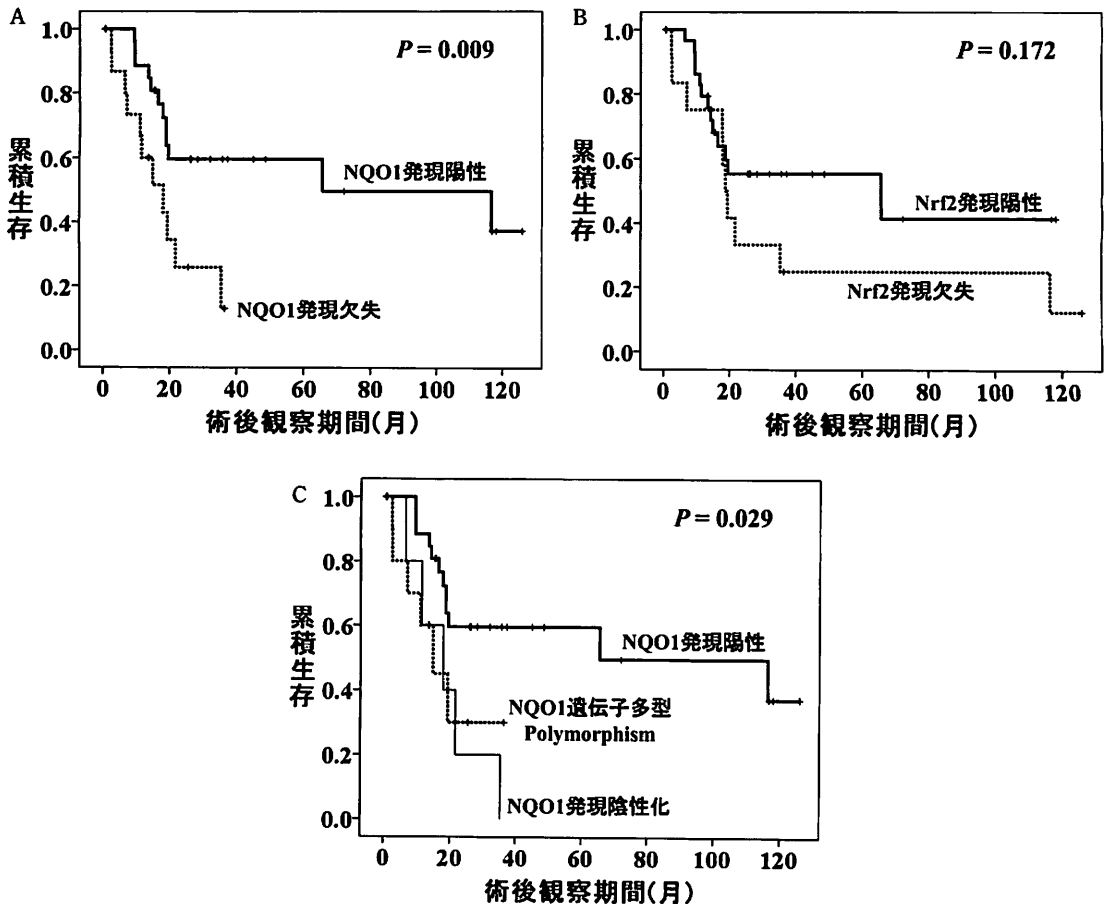 A
P = 0.009
1.0
0.8
0.6
0.4
0.2
0.0
累積生存
NQO1発現陽性
NQO1発現欠失
0 20 40 60 80 100 120
術後観察期間(月)
B
P = 0.172
1.0
0.8
0.6
0.4
0.2
0.0
累積生存
Nrf2発現陽性
Nrf2発現欠失
0 20 40 60 80 100 120
術後観察期間(月)
C
P = 0.029
1.0
0.8
0.6
0.4
0.2
0.0
累積生存
NQO1発現陽性
NQO1遺伝子多型
Polymorphism
NQO1発現陰性化
0 20 40 60 80 100 120
術後観察期間(月)